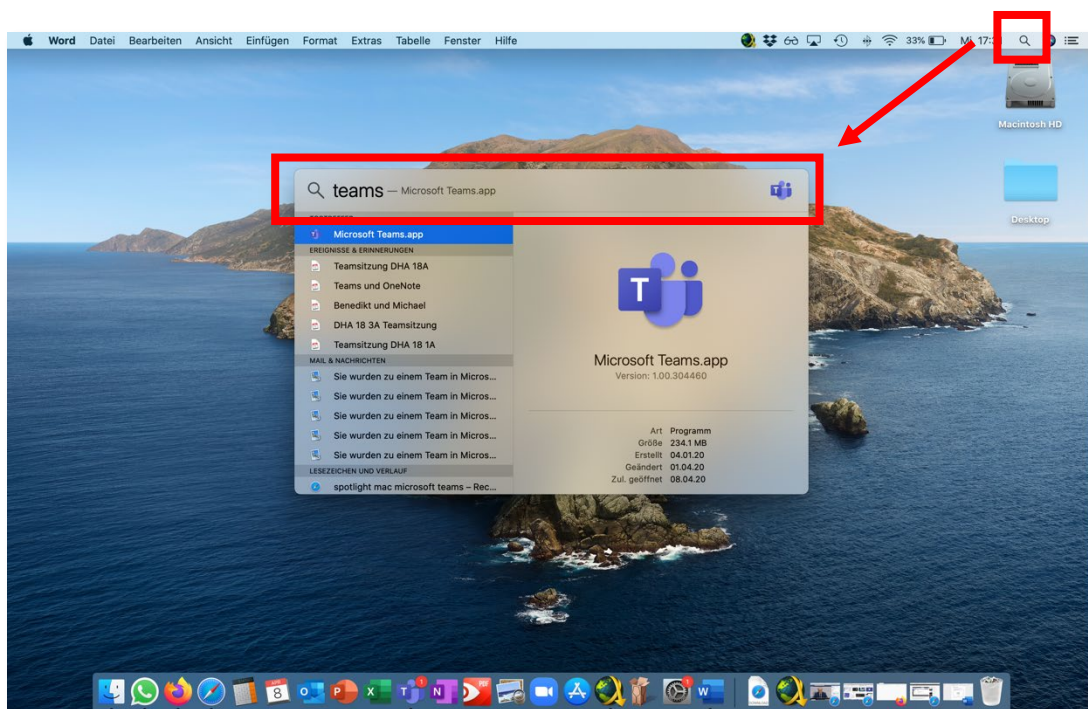 Word Datei Bearbeiten Ansicht Einfügen Format Extras Tabelle Fenster Hilfe 33% Mi 17:
Macintosh HD
Desktop
teams — Microsoft Teams.app
Microsoft Teams.app
EREIGNISSE & ERINNERUNGEN
Teamsitzung DHA 18A
Teams und OneNote
Benedikt und Michael
DHA 18 3A Teamsitzung
Teamsitzung DHA 18 1A
MAIL & NACHRICHTEN
Sie wurden zu einem Team in Micros...
Sie wurden zu einem Team in Micros...
Sie wurden zu einem Team in Micros...
Sie wurden zu einem Team in Micros...
Sie wurden zu einem Team in Micros...
LESEZEICHEN UND VERLAUF
spotlight mac microsoft teams – Rec...
T
Microsoft Teams.app
Version: 1.00.304460
Art Programm
Größe 234.1 MB
Erstellt 04.01.20
Geändert 01.04.20
Zul. geöffnet 08.04.20
8